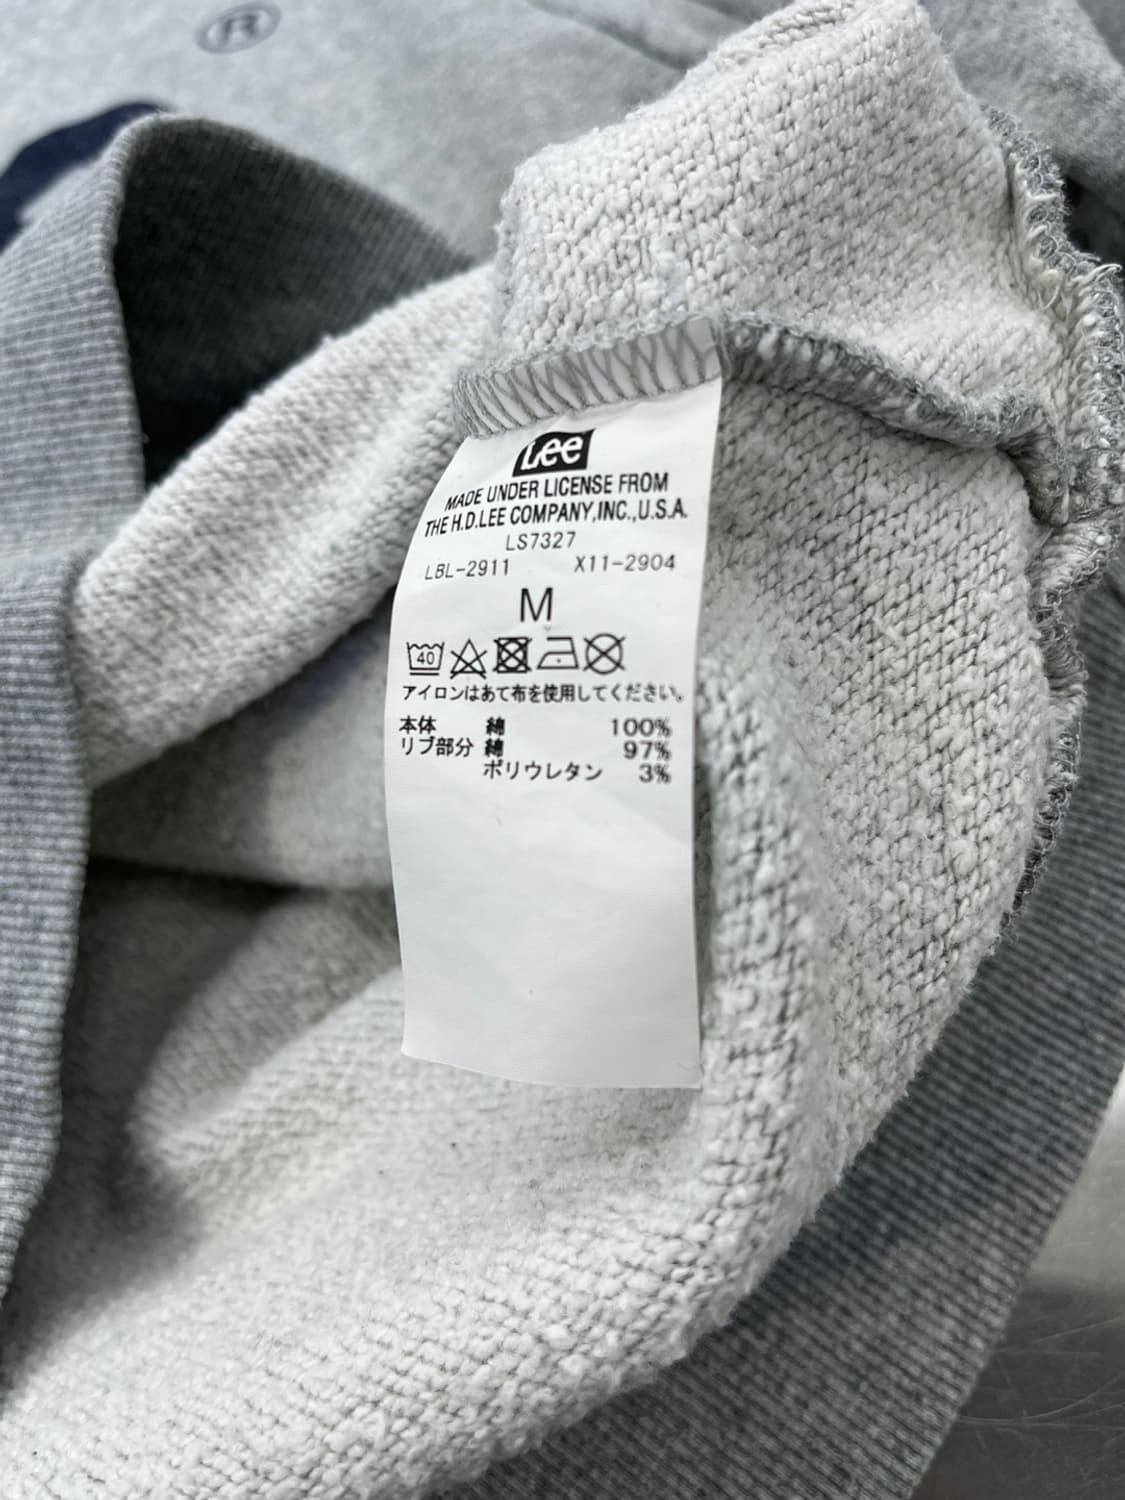 ®
Lee
MADE UNDER LICENSE FROM
THE H.D.LEE COMPANY,INC.,U.S.A.
LS7327
LBL-2911 X11-2904
M
40
アイロンはあて布を使用してください。
本体 綿 100%
リブ部分 綿 97%
ポリウレタン 3%